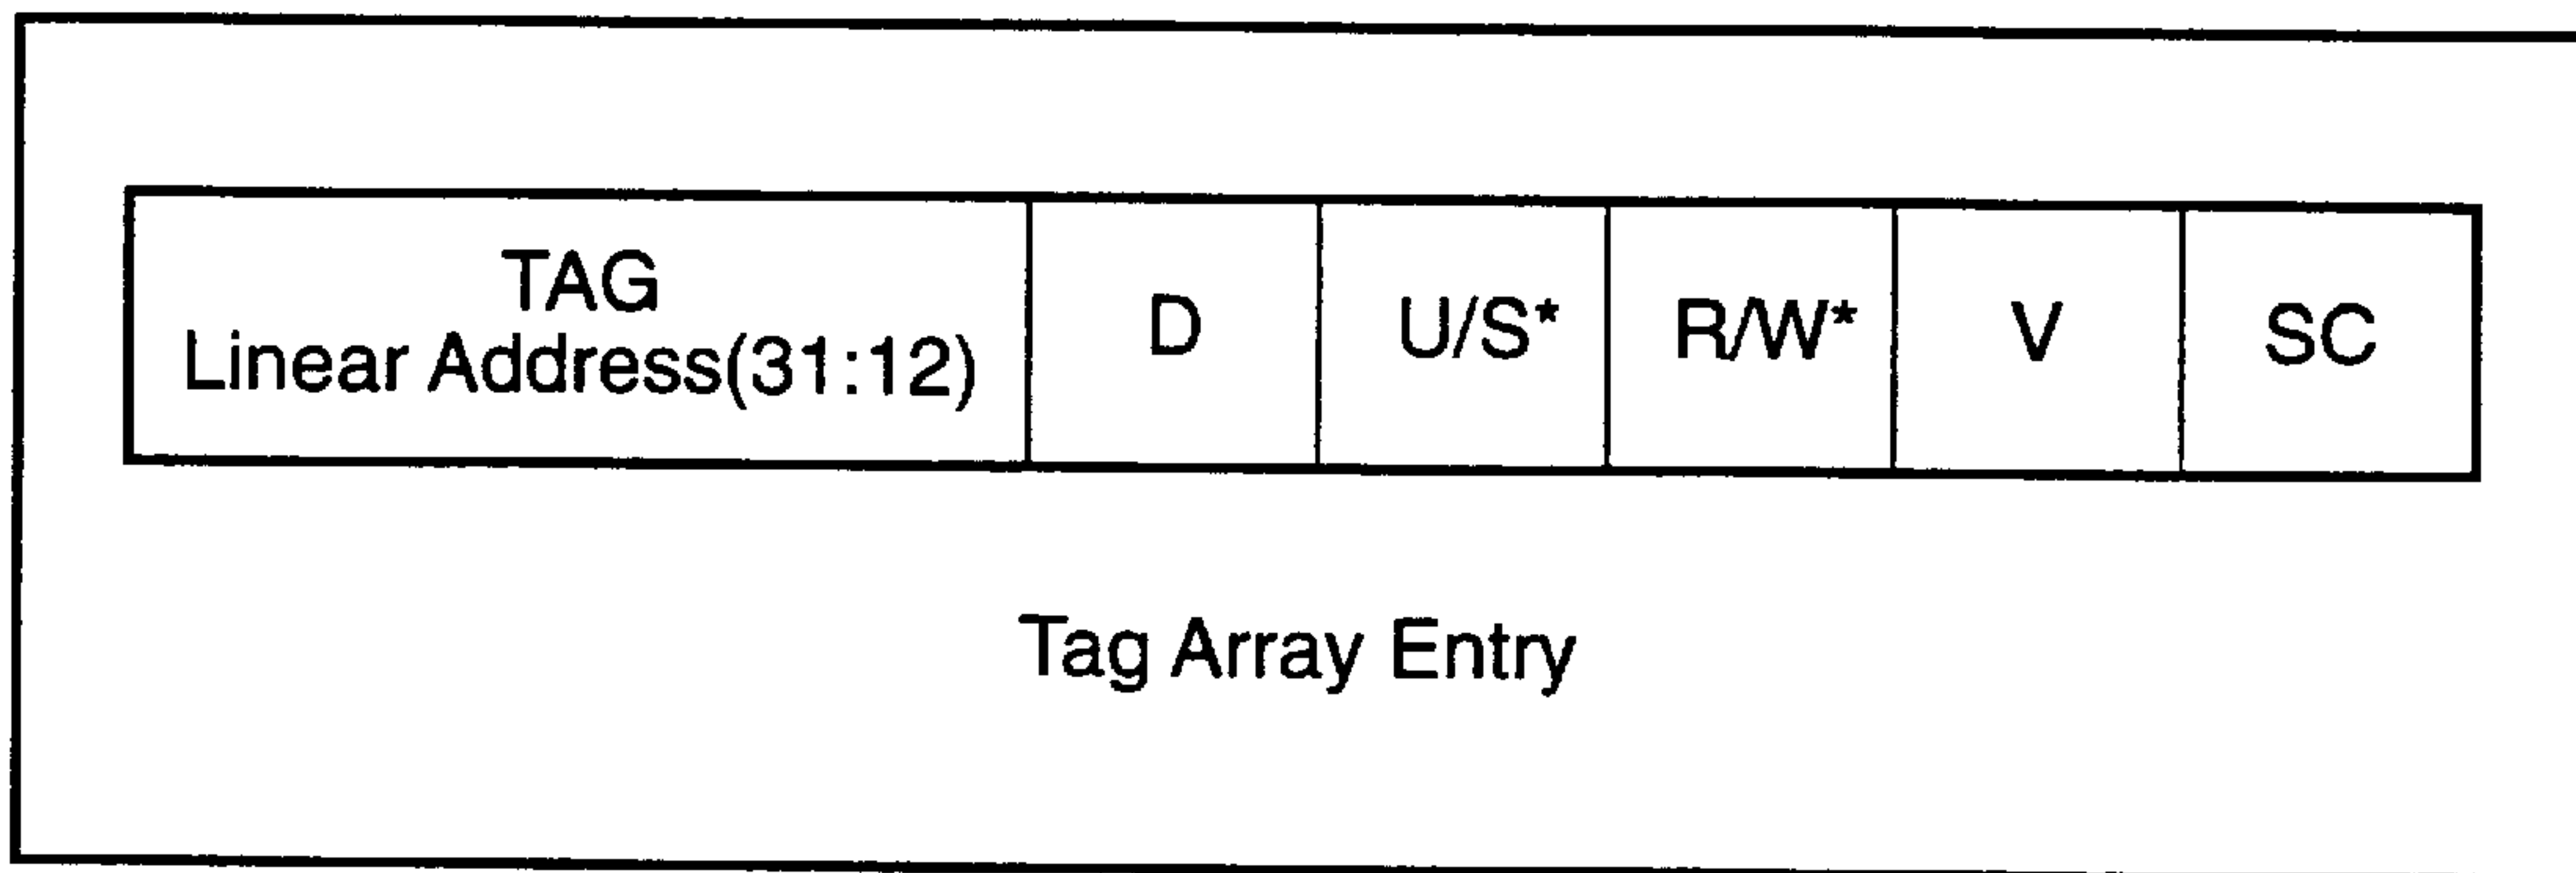 TAG
Linear Address(31:12)
D
U/S*
R/W*
V
SC
Tag Array Entry